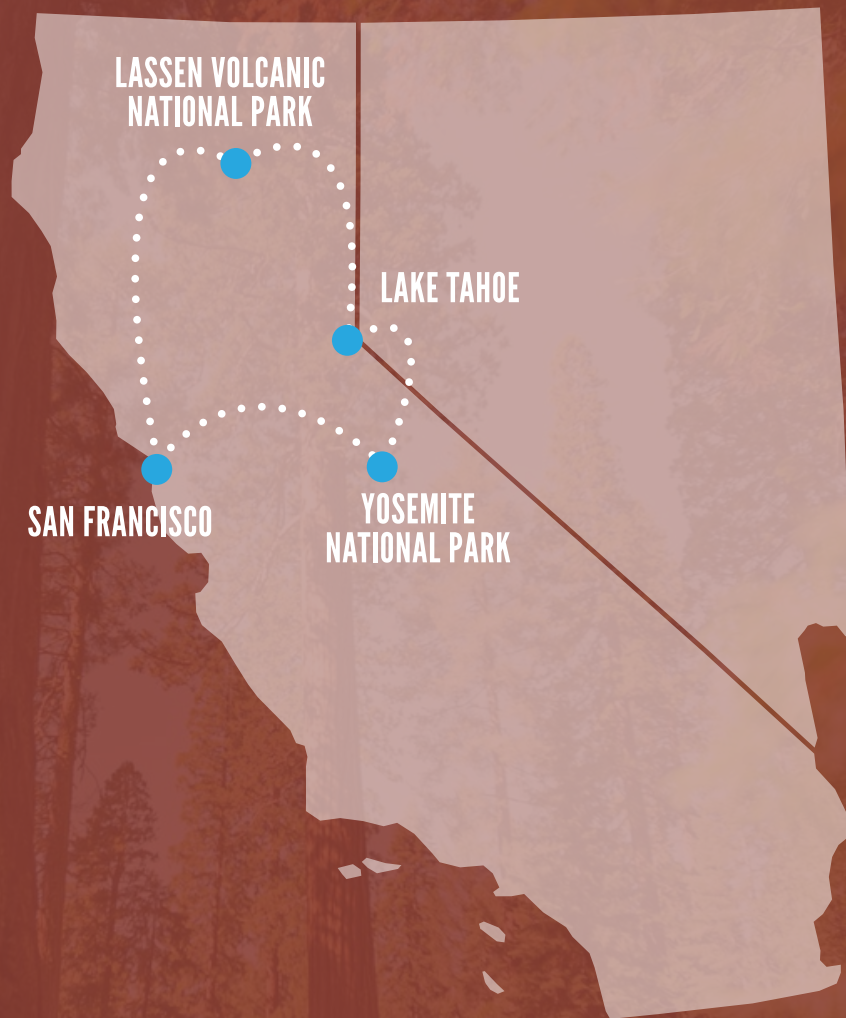 LASSEN VOLCANIC
NATIONAL PARK
LAKE TAHOE
SAN FRANCISCO
YOSEMITE
NATIONAL PARK